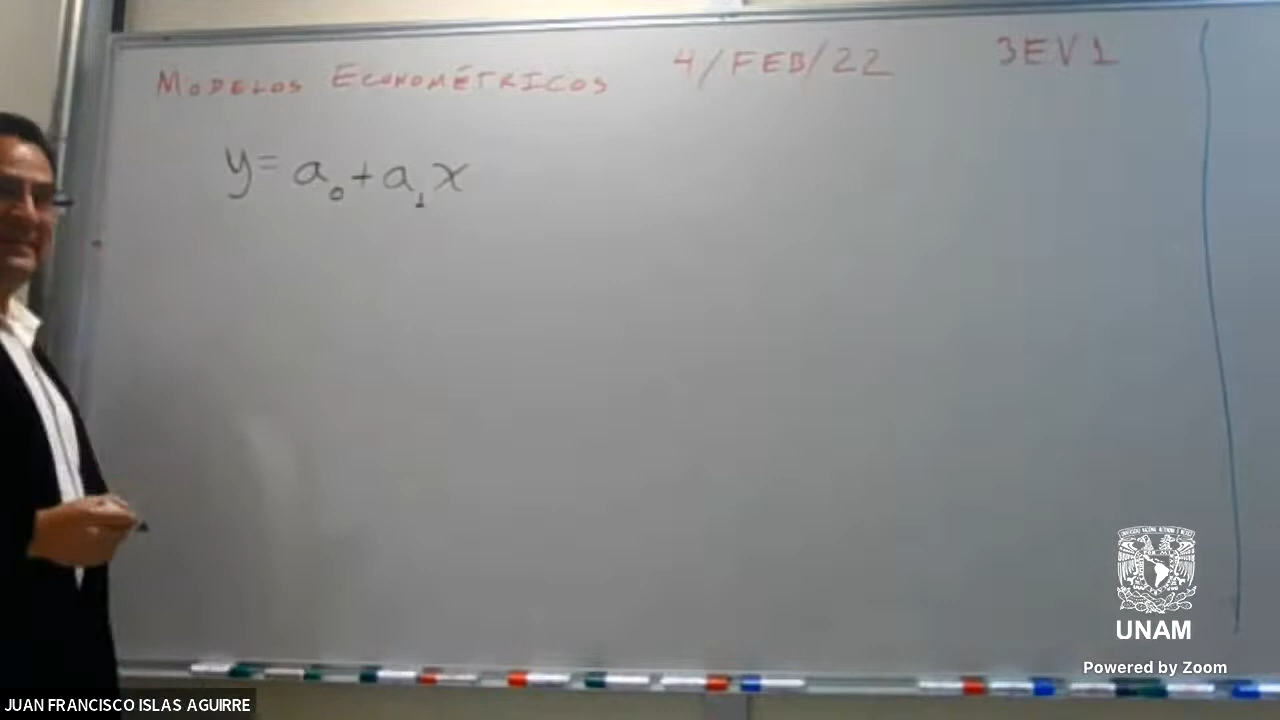 MODELOS ECONOMÉTRICOS 4/FEB/22 3EV1
y = a₀ + a₁x
UNAM
Powered by Zoom
JUAN FRANCISCO ISLAS AGUIRRE